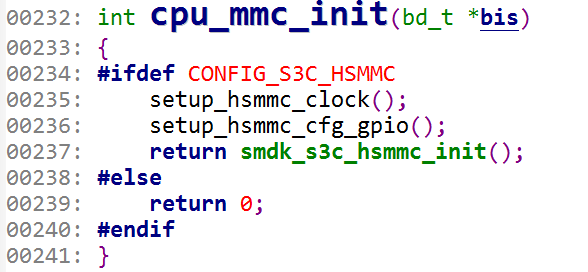 00232: int cpu_mmc_init(bd_t *bis)
00233: {
00234: #ifdef CONFIG_S3C_HSMMC
00235:     setup_hsmmc_clock();
00236:     setup_hsmmc_cfg_gpio();
00237:     return smdk_s3c_hsmmc_init();
00238: #else
00239:     return 0;
00240: #endif
00241: }